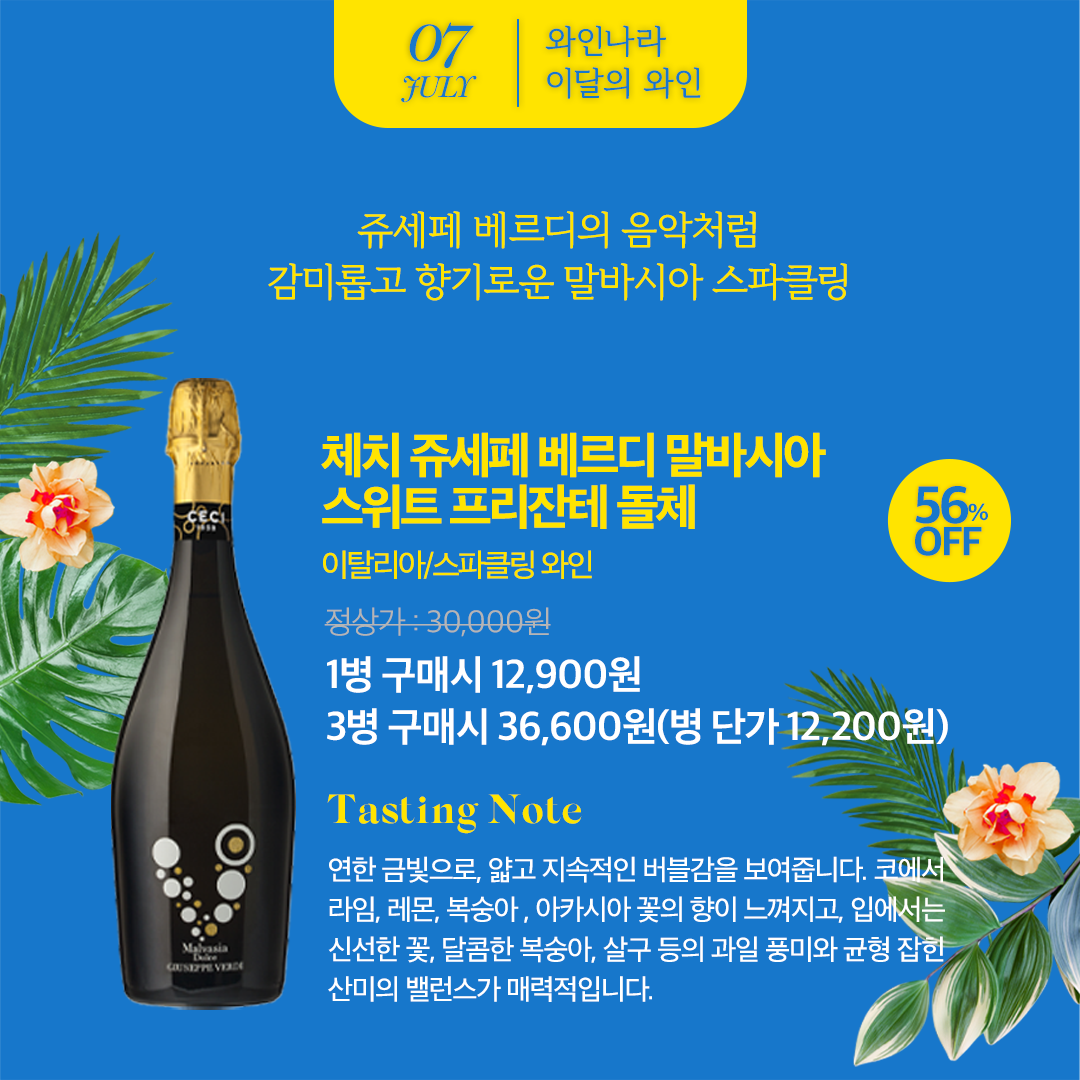 07
JULY
와인나라
이달의 와인
쥬세페 베르디의 음악처럼
감미롭고 향기로운 말바시아 스파클링
체치 쥬세페 베르디 말바시아
스위트 프리잔테 돌체
이탈리아/스파클링 와인
56%
OFF
정상가 : 30,000원
1병 구매시 12,900원
3병 구매시 36,600원(병 단가 12,200원)
Tasting Note
연한 금빛으로, 얇고 지속적인 버블감을 보여줍니다. 코에서
라임, 레몬, 복숭아 , 아카시아 꽃의 향이 느껴지고, 입에서는
신선한 꽃, 달콤한 복숭아, 살구 등의 과일 풍미와 균형 잡힌
산미의 밸런스가 매력적입니다.
CECI
1938
Malvasia
Dolce
GIUSEPPE VERDI